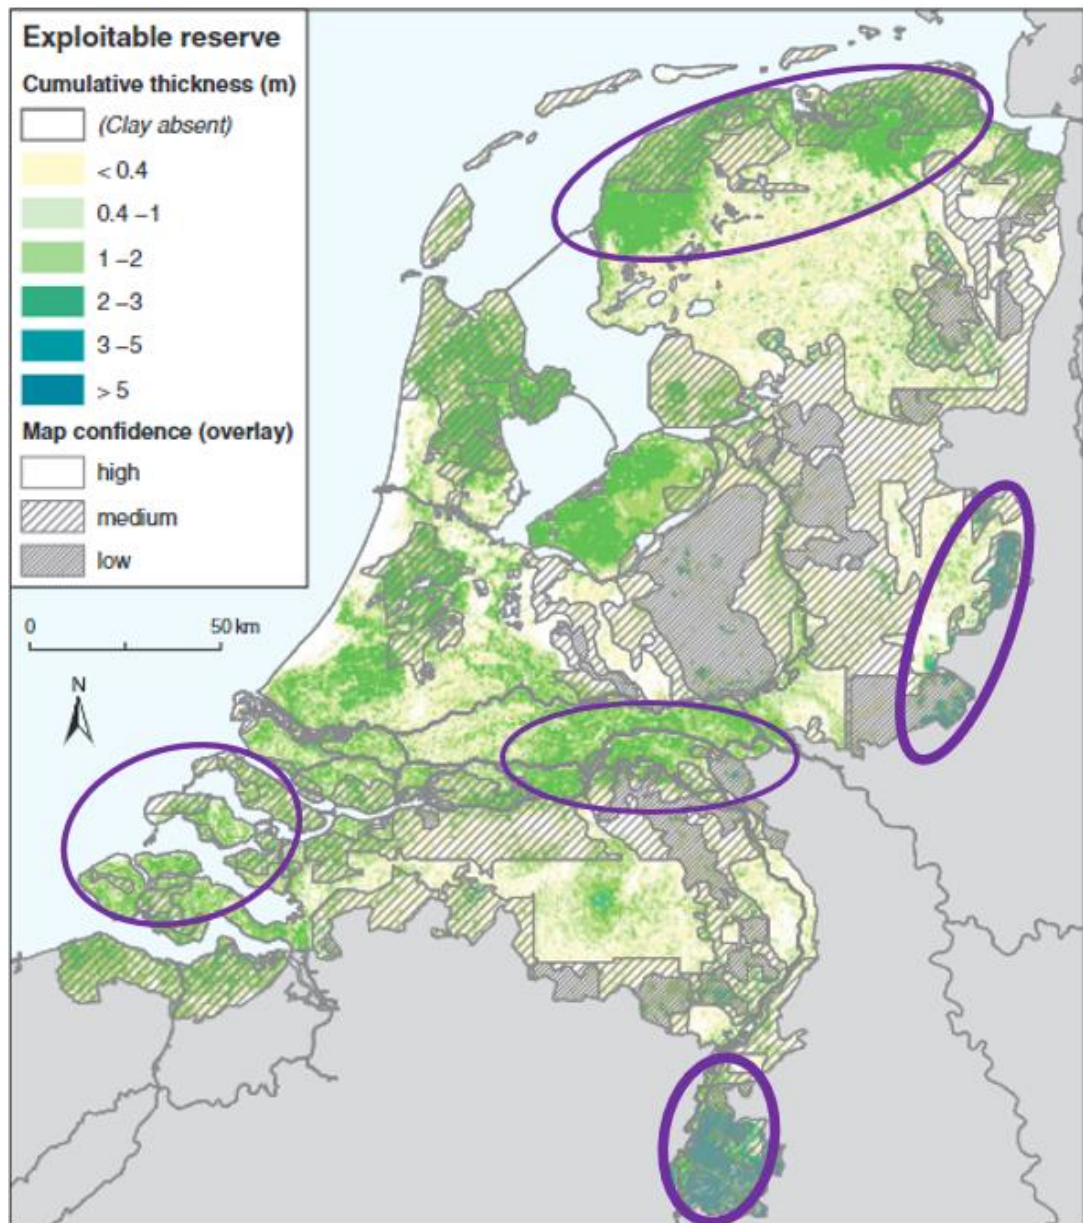 Exploitable reserve
Cumulative thickness (m)
(Clay absent)
< 0.4
0.4 –1
1 –2
2 –3
3 –5
> 5
Map confidence (overlay)
high
medium
low
0 50 km
N